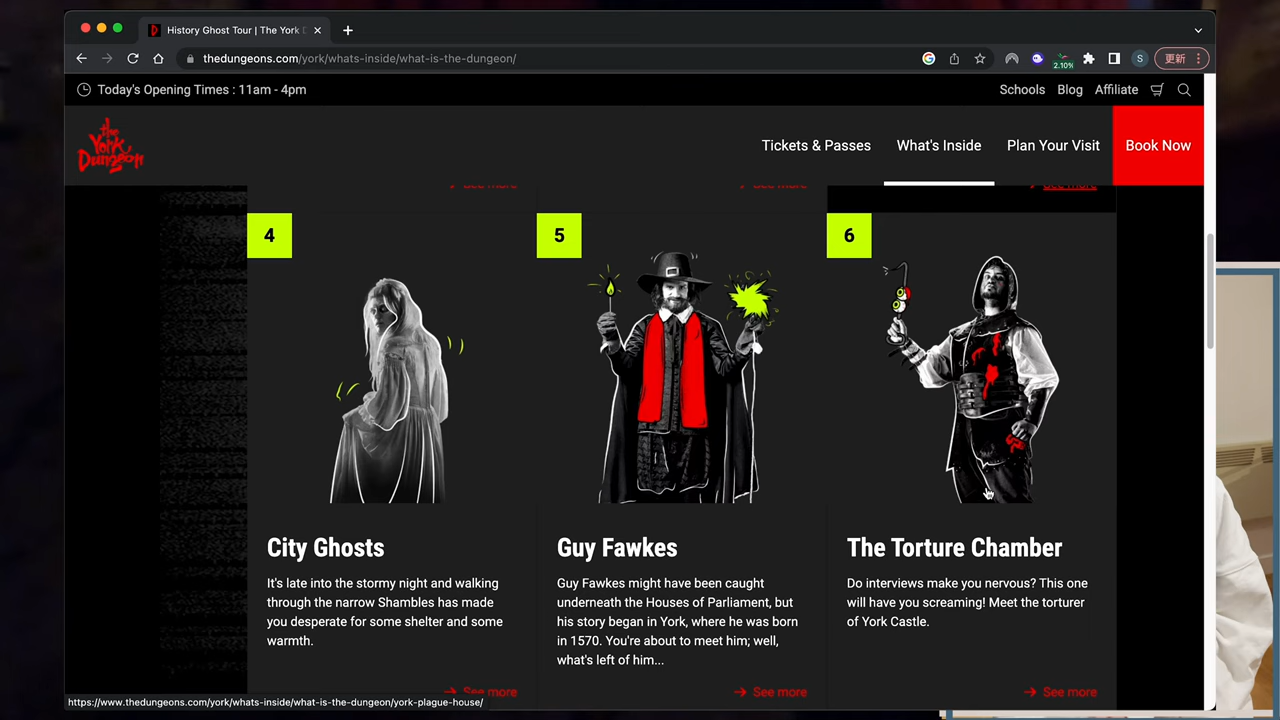 History Ghost Tour | The York D
thedungeons.com/york/whats-inside/what-is-the-dungeon/
2.10%
S
更新
Today's Opening Times : 11am - 4pm
Schools
Blog
Affiliate
the
York
Dungeon
Tickets & Passes
What's Inside
Plan Your Visit
Book Now
See more
See more
See more
4
5
6
City Ghosts
It's late into the stormy night and walking
through the narrow Shambles has made
you desperate for some shelter and some
warmth.
See more
Guy Fawkes
Guy Fawkes might have been caught
underneath the Houses of Parliament, but
his story began in York, where he was born
in 1570. You're about to meet him; well,
what's left of him...
See more
The Torture Chamber
Do interviews make you nervous? This one
will have you screaming! Meet the torturer
of York Castle.
See more
https://www.thedungeons.com/york/whats-inside/what-is-the-dungeon/york-plague-house/